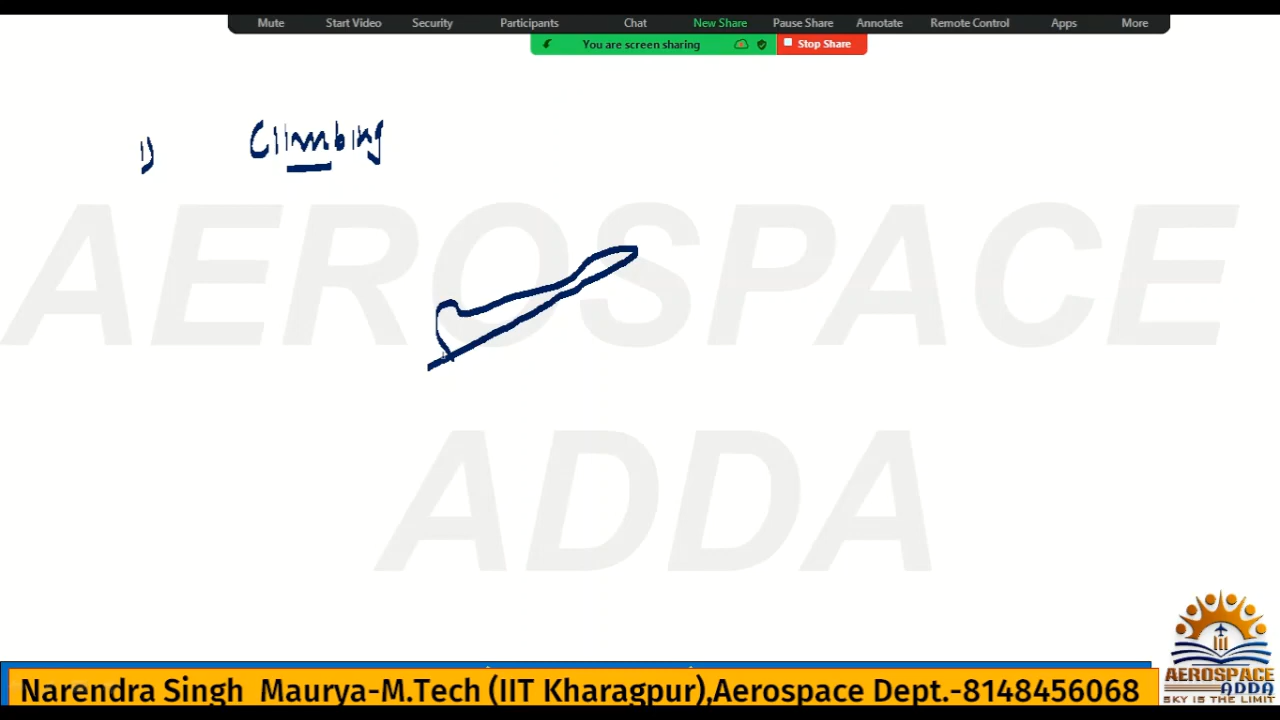 Mute Start Video Security Participants Chat New Share Pause Share Annotate Remote Control Apps More
You are screen sharing Stop Share
1) Climbing
AEROSPACE
ADDA
AEROSPACE
ADDA
SKY IS THE LIMIT
Narendra Singh Maurya-M.Tech (IIT Kharagpur),Aerospace Dept.-8148456068